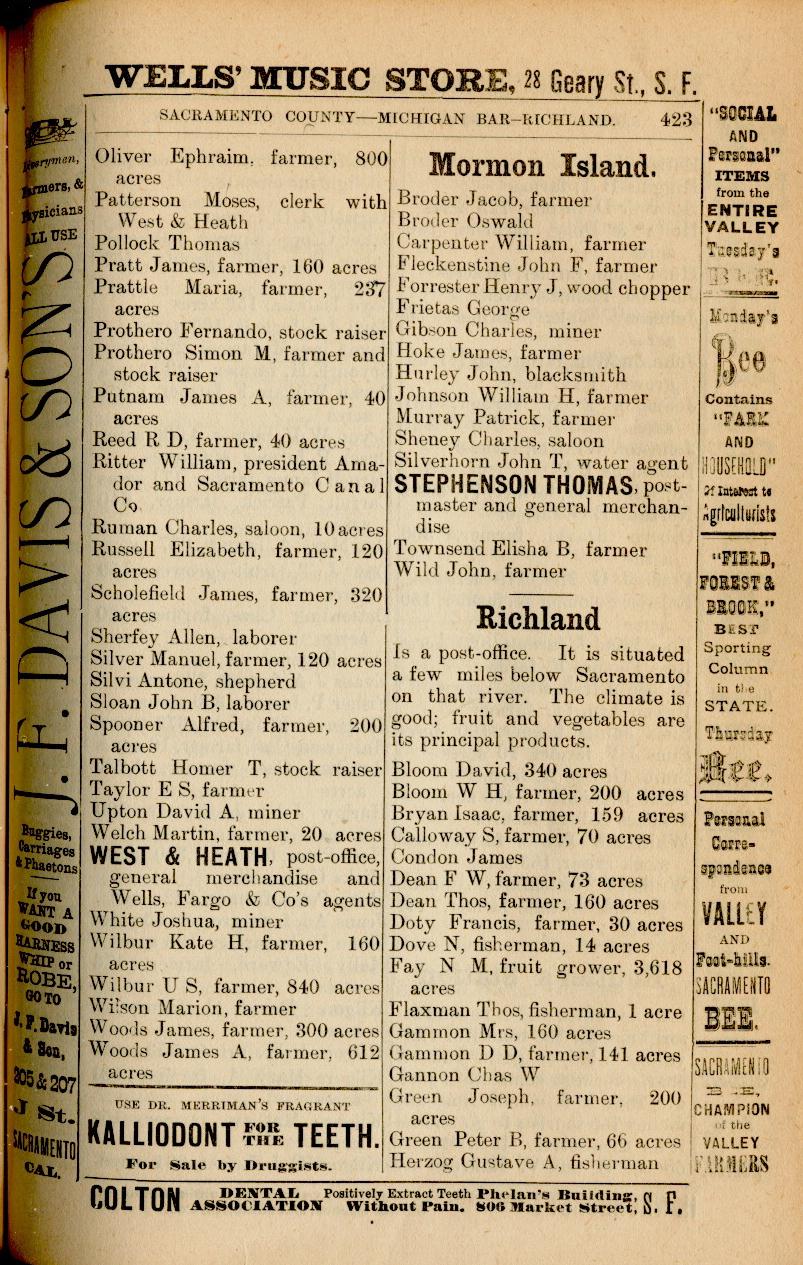 WELLS' MUSIC STORE, 28 Geary St., S. F.
SACRAMENTO COUNTY—MICHIGAN BAR—RICHLAND. 423
Oliver Ephraim, farmer, 800
acres
Patterson Moses, clerk with
West & Heath
Pollock Thomas
Pratt James, farmer, 160 acres
Prattle Maria, farmer, 237
acres
Prothero Fernando, stock raiser
Prothero Simon M, farmer and
stock raiser
Putnam James A, farmer, 40
acres
Reed R D, farmer, 40 acres
Ritter William, president Ama-
dor and Sacramento Canal
Co
Ruman Charles, saloon, 10 acres
Russell Elizabeth, farmer, 120
acres
Scholefield James, farmer, 320
acres
Sherfey Allen, laborer
Silver Manuel, farmer, 120 acres
Silvi Antone, shepherd
Sloan John B, laborer
Spooner Alfred, farmer, 200
acres
Talbott Homer T, stock raiser
Taylor E S, farmer
Upton David A, miner
Welch Martin, farmer, 20 acres
WEST & HEATH, post-office,
general merchandise and
Wells, Fargo & Co's agents
White Joshua, miner
Wilbur Kate H, farmer, 160
acres
Wilbur U S, farmer, 840 acres
Wilson Marion, farmer
Woods James, farmer, 300 acres
Woods James A, farmer, 612
acres
USE DR. MERRIMAN'S FRAGRANT
KALLIODONT FOR THE TEETH.
For Sale by Druggists.
Mormon Island.
Broder Jacob, farmer
Broder Oswald
Carpenter William, farmer
Fleckenstine John F, farmer
Forrester Henry J, wood chopper
Frietas George
Gibson Charles, miner
Hoke James, farmer
Hurley John, blacksmith
Johnson William H, farmer
Murray Patrick, farmer
Sheney Charles, saloon
Silverhorn John T, water agent
STEPHENSON THOMAS, post-
master and general merchan-
dise
Townsend Elisha B, farmer
Wild John, farmer
Richland
Is a post-office. It is situated
a few miles below Sacramento
on that river. The climate is
good; fruit and vegetables are
its principal products.
Bloom David, 340 acres
Bloom W H, farmer, 200 acres
Bryan Isaac, farmer, 159 acres
Calloway S, farmer, 70 acres
Condon James
Dean F W, farmer, 73 acres
Dean Thos, farmer, 160 acres
Doty Francis, farmer, 30 acres
Dove N, fisherman, 14 acres
Fay N M, fruit grower, 3,618
acres
Flaxman Thos, fisherman, 1 acre
Gammon Mrs, 160 acres
Gammon D D, farmer, 141 acres
Gannon Chas W
Green Joseph, farmer, 200
acres
Green Peter B, farmer, 66 acres
Herzog Gustave A, fisherman
"SOCIAL
AND
Personal"
ITEMS
from the
ENTIRE
VALLEY
Tuesday's
BEE.
Monday's
Bee
Contains
"FARM
AND
HOUSEHOLD"
Of Interest to
Agriculturists
"FIELD,
FOREST &
BROOK,"
BEST
Sporting
Column
in the
STATE.
Thursday
Bee.
Personal
Corre-
spondence
from
VALLEY
AND
Foot-hills.
SACRAMENTO
BEE.
SACRAMENTO
BEE,
CHAMPION
of the
VALLEY
FARMERS
Farmers, &
Physicians
ALL USE
J. F. DAVIS & SON'S
Buggies,
Carriages
& Phaetons
If you
WANT A
GOOD
HARNESS
WHIP or
ROBE,
GO TO
J. F. Davis
& Son,
205 & 207
J St.
SACRAMENTO
CAL.
COLTON DENTAL ASSOCIATION Positively Extract Teeth Without Pain. Phelan's Building, 806 Market Street, S. F.